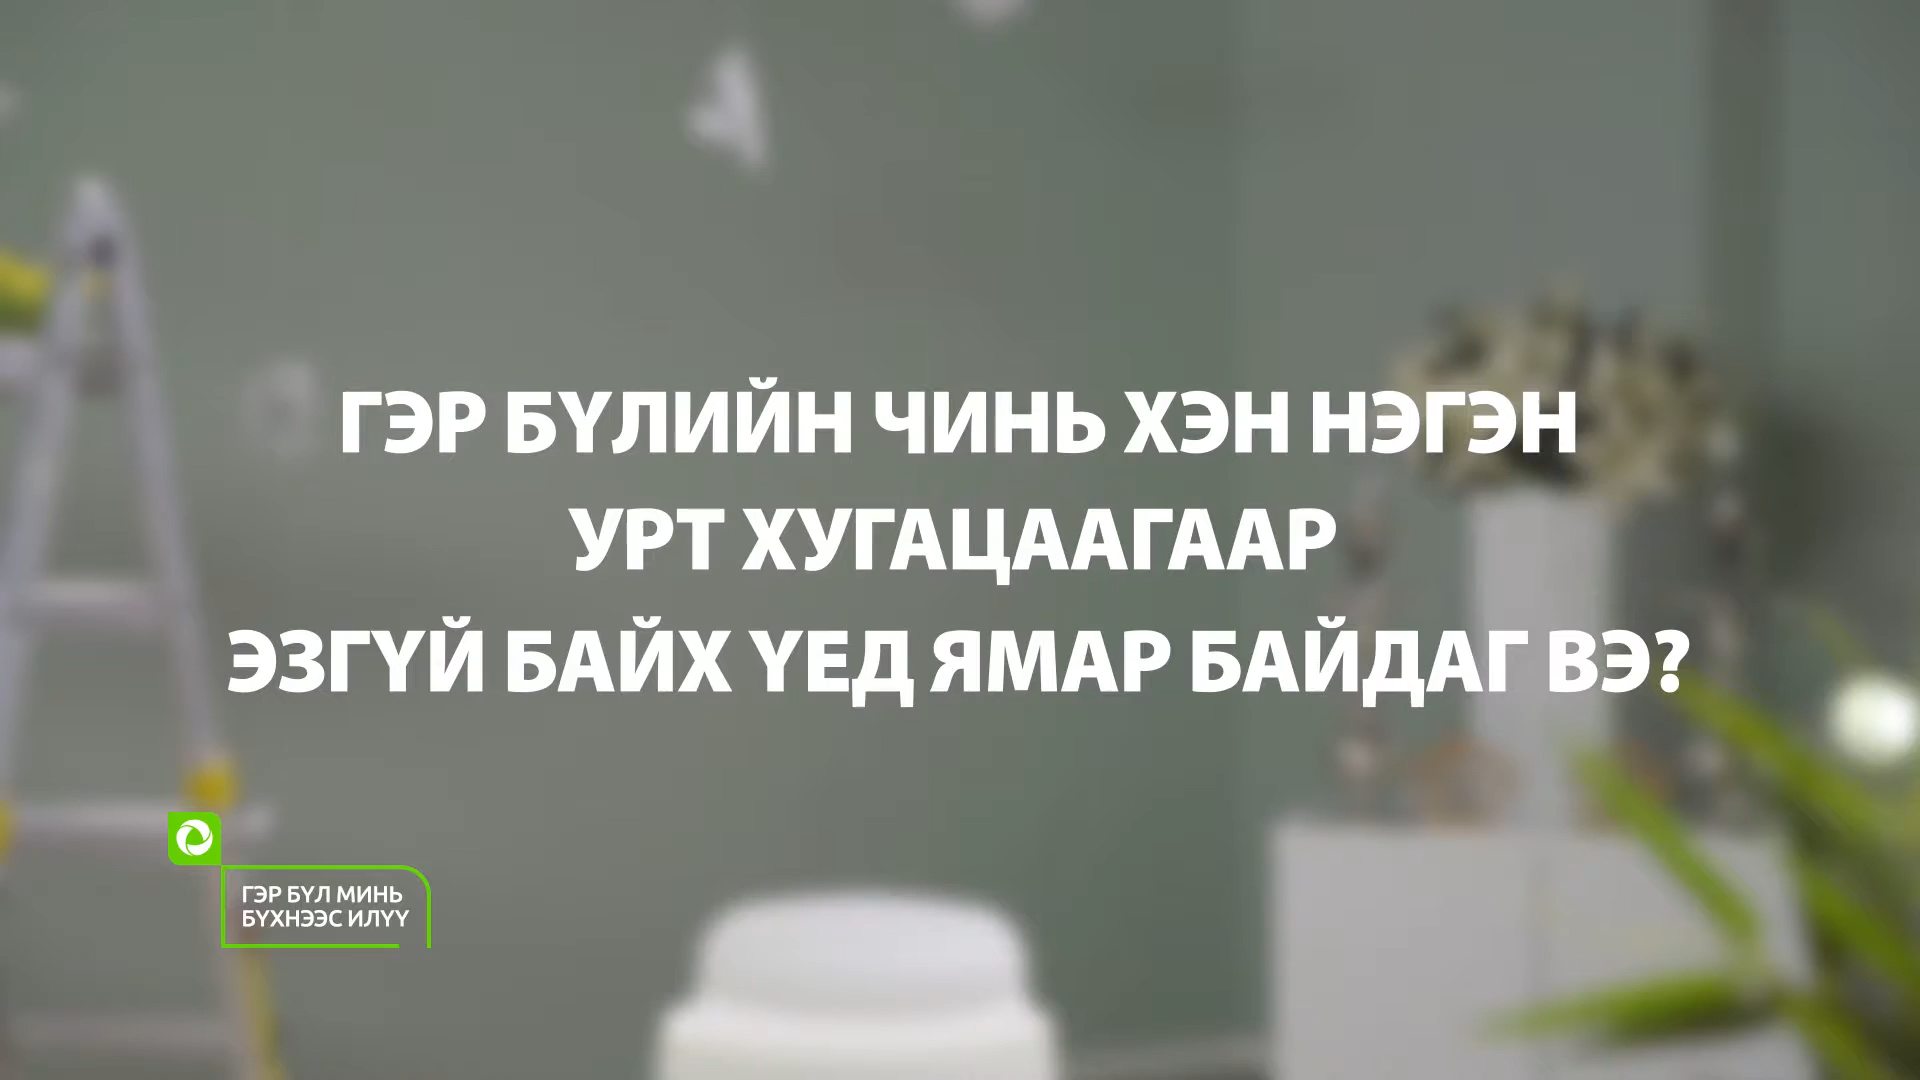 ГЭР БҮЛИЙН ЧИНЬ ХЭН НЭГЭН
УРТ ХУГАЦААГААР
ЭЗГҮЙ БАЙХ ҮЕД ЯМАР БАЙДАГ ВЭ?
ГЭР БҮЛ МИНЬ
БҮХНЭЭС ИЛҮҮ